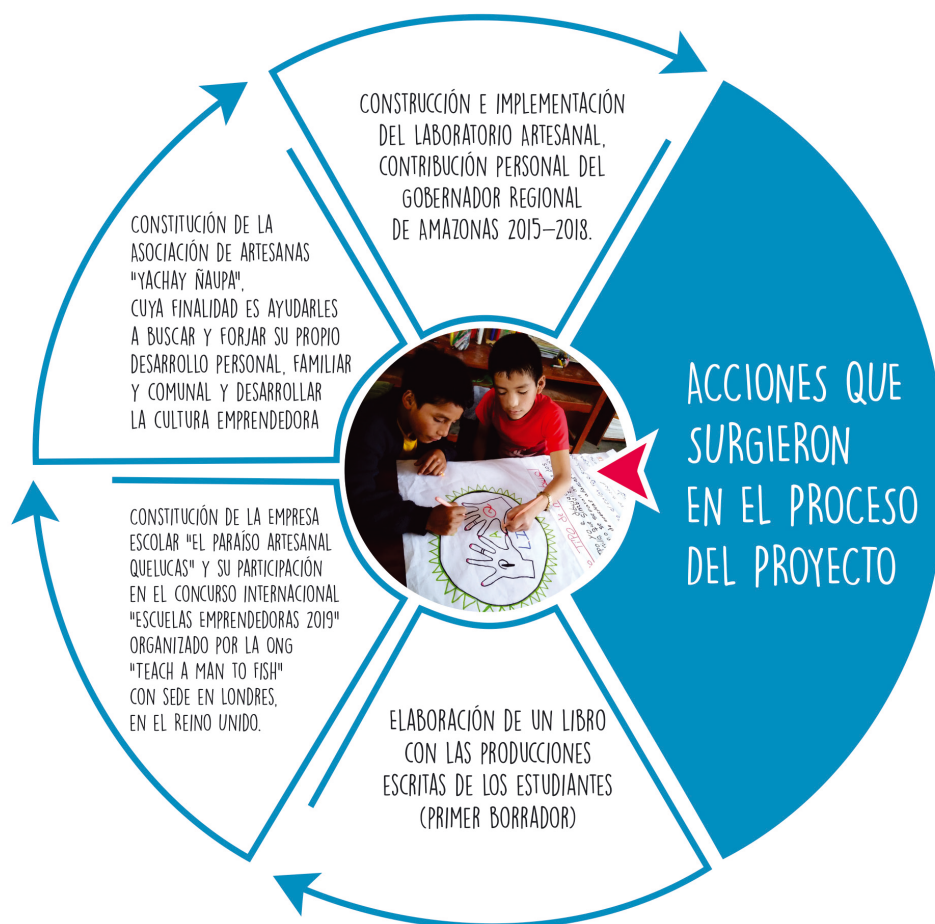 CONSTRUCCIÓN E IMPLEMENTACIÓN
DEL LABORATORIO ARTESANAL,
CONTRIBUCIÓN PERSONAL DEL
GOBERNADOR REGIONAL
DE AMAZONAS 2015–2018.
ACCIONES QUE
SURGIERON
EN EL PROCESO
DEL PROYECTO
ELABORACIÓN DE UN LIBRO
CON LAS PRODUCCIONES
ESCRITAS DE LOS ESTUDIANTES
(PRIMER BORRADOR)
CONSTITUCIÓN DE LA EMPRESA
ESCOLAR "EL PARAÍSO ARTESANAL
QUELUCAS" Y SU PARTICIPACIÓN
EN EL CONCURSO INTERNACIONAL
"ESCUELAS EMPRENDEDORAS 2019"
ORGANIZADO POR LA ONG
"TEACH A MAN TO FISH"
CON SEDE EN LONDRES,
EN EL REINO UNIDO.
CONSTITUCIÓN DE LA
ASOCIACIÓN DE ARTESANAS
"YACHAY ÑAUPA",
CUYA FINALIDAD ES AYUDARLES
A BUSCAR Y FORJAR SU PROPIO
DESARROLLO PERSONAL, FAMILIAR
Y COMUNAL Y DESARROLLAR
LA CULTURA EMPRENDEDORA